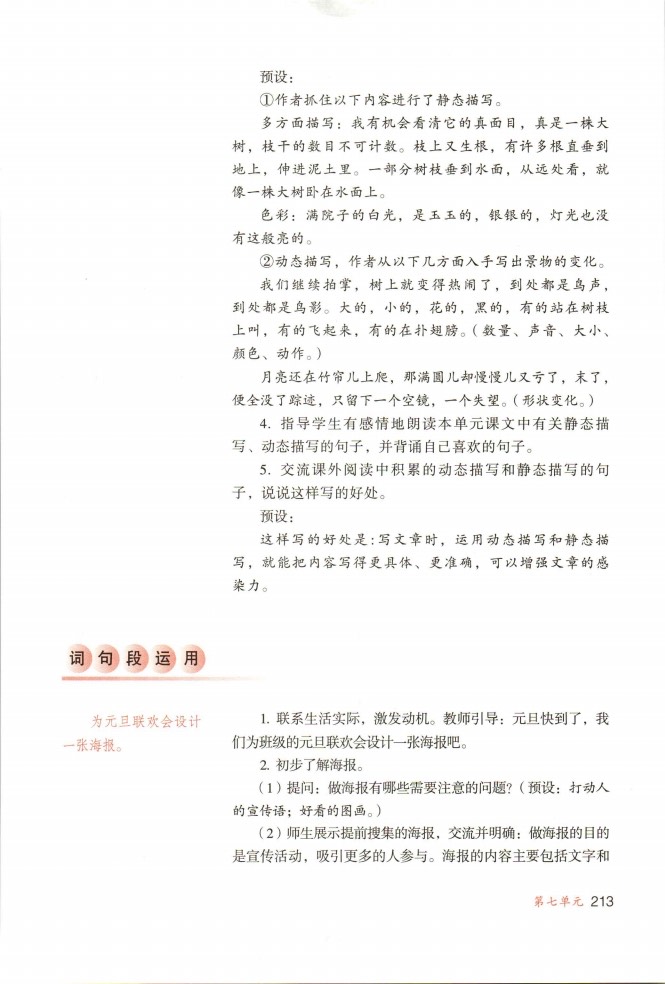 预设：
①作者抓住以下内容进行了静态描写。
多方面描写：我有机会看清它的真面目，真是一株大
树，枝干的数目不可计数。枝上又生根，有许多根直垂到
地上，伸进泥土里。一部分树枝垂到水面，从远处看，就
像一株大树卧在水面上。
色彩：满院子的白光，是玉玉的，银银的，灯光也没
有这般亮的。
②动态描写，作者从以下几方面入手写出景物的变化。
我们继续拍掌，树上就变得热闹了，到处都是鸟声，
到处都是鸟影。大的，小的，花的，黑的，有的站在树枝
上叫，有的飞起来，有的在扑翅膀。（数量、声音、大小、
颜色、动作。）
月亮还在竹帘儿上爬，那满圆儿却慢慢儿又亏了，末了，
便全没了踪迹，只留下一个空镜，一个失望。（形状变化。）
4. 指导学生有感情地朗读本单元课文中有关静态描
写、动态描写的句子，并背诵自己喜欢的句子。
5. 交流课外阅读中积累的动态描写和静态描写的句
子，说说这样写的好处。
预设：
这样写的好处是：写文章时，运用动态描写和静态描
写，就能把内容写得更具体、更准确，可以增强文章的感
染力。
词句段运用
为元旦联欢会设计
一张海报。
1. 联系生活实际，激发动机。教师引导：元旦快到了，我
们为班级的元旦联欢会设计一张海报吧。
2. 初步了解海报。
（1）提问：做海报有哪些需要注意的问题？（预设：打动人
的宣传语；好看的图画。）
（2）师生展示提前搜集的海报，交流并明确：做海报的目的
是宣传活动，吸引更多的人参与。海报的内容主要包括文字和
第七单元 213